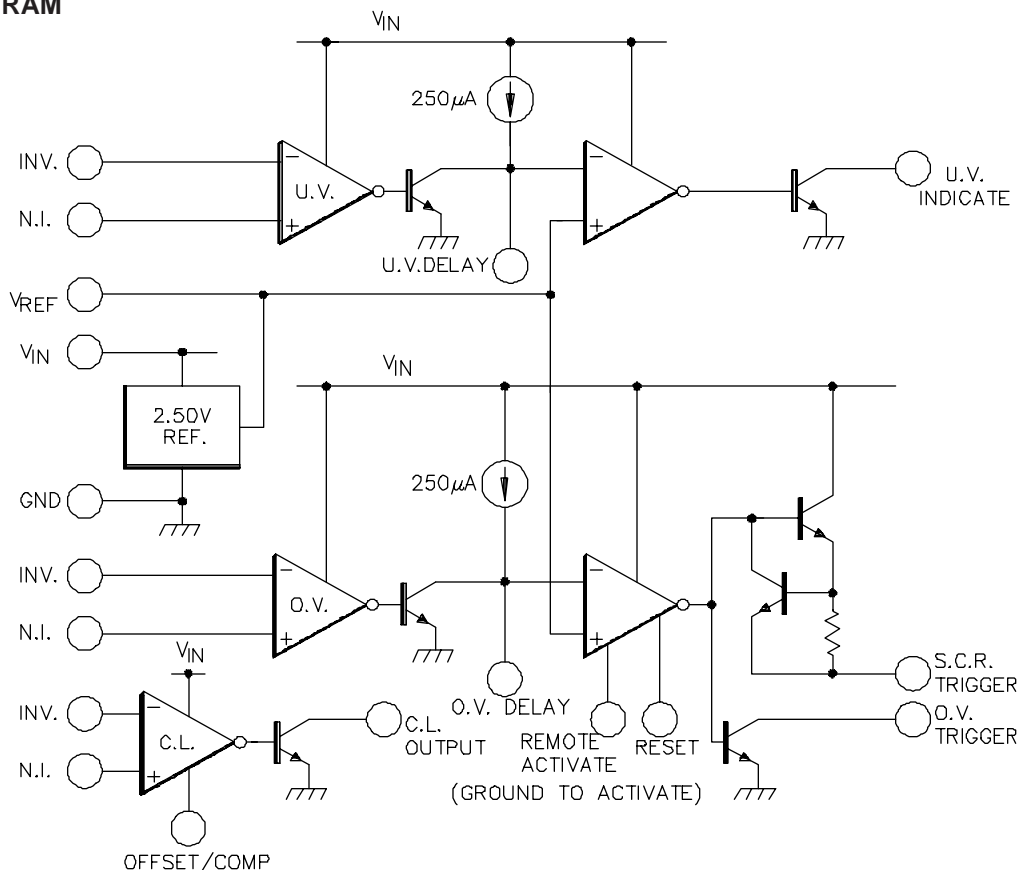 RAM
VIN
250µA
INV.
−
U.V.
N.I.
+
−
+
U.V.
INDICATE
U.V.DELAY
VREF
VIN
2.50V
REF.
GND
VIN
250µA
INV.
−
O.V.
N.I.
+
−
+
O.V. DELAY
REMOTE
ACTIVATE
(GROUND TO ACTIVATE)
RESET
S.C.R.
TRIGGER
O.V.
TRIGGER
VIN
INV.
−
C.L.
N.I.
+
C.L.
OUTPUT
OFFSET/COMP